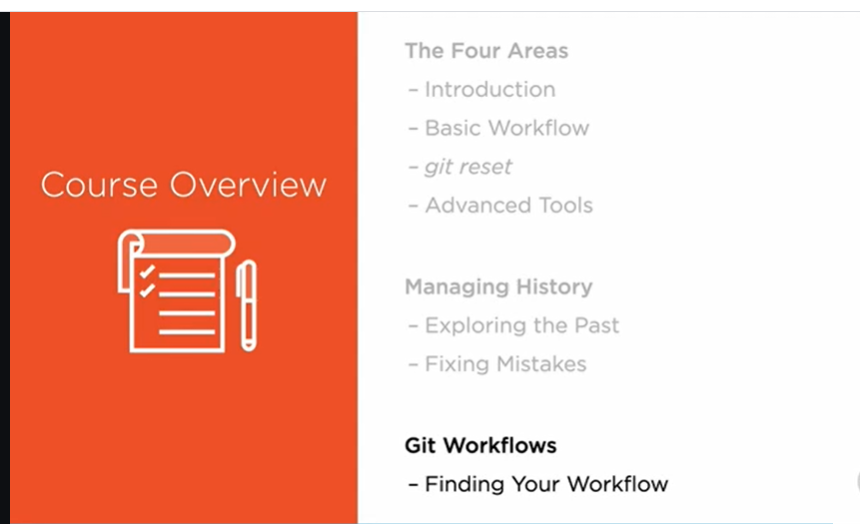 Course Overview
The Four Areas
– Introduction
– Basic Workflow
– git reset
– Advanced Tools
Managing History
– Exploring the Past
– Fixing Mistakes
Git Workflows
– Finding Your Workflow